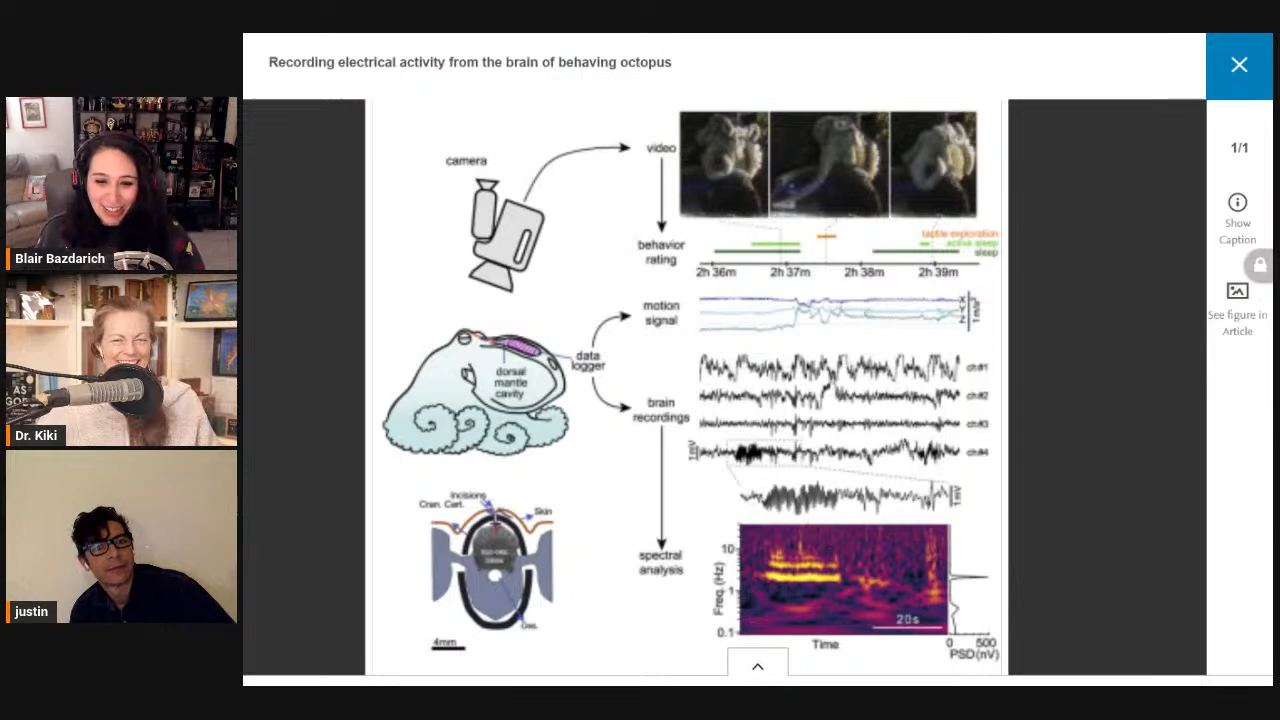 Recording electrical activity from the brain of behaving octopus
Blair Bazdarich
Dr. Kiki
justin
1/1
Show
Caption
See figure in
Article
camera
video
behavior
rating
tactile exploration
active sleep
sleep
2h 36m
2h 37m
2h 38m
2h 39m
motion
signal
data
logger
dorsal
mantle
cavity
brain
recordings
ch#1
ch#2
ch#3
ch#4
1mV
1mV
Incisions
Cran. Cart.
Skin
Oes.
4mm
spectral
analysis
Freq. (Hz)
10
1
0.1
20s
Time
0
500
PSD(nV)